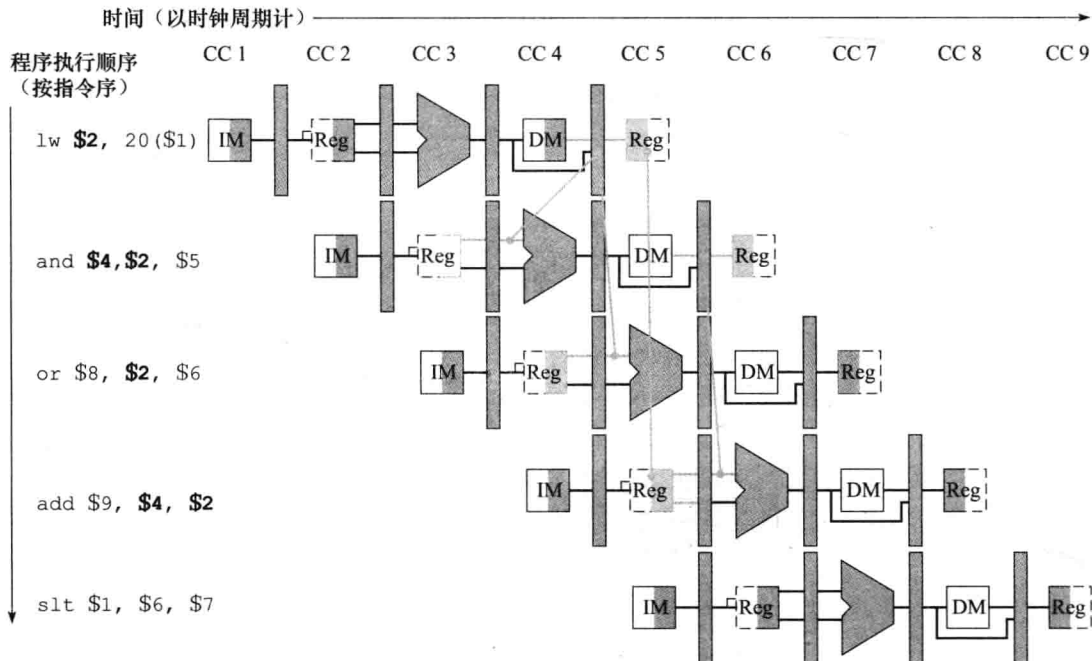 时间（以时钟周期计）
程序执行顺序
（按指令序）
CC 1 CC 2 CC 3 CC 4 CC 5 CC 6 CC 7 CC 8 CC 9
lw $2, 20($1) IM Reg DM Reg
and $4,$2, $5 IM Reg DM Reg
or $8, $2, $6 IM Reg DM Reg
add $9, $4, $2 IM Reg DM Reg
slt $1, $6, $7 IM Reg DM Reg